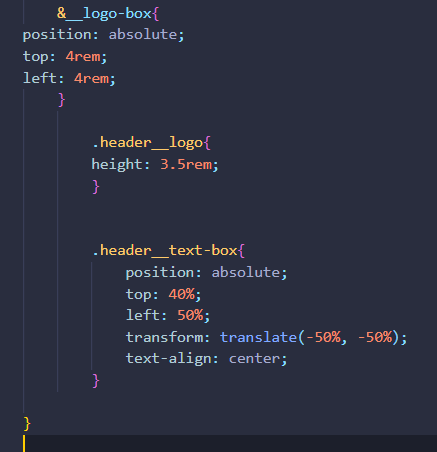 &__logo-box{
position: absolute;
top: 4rem;
left: 4rem;
}
.header__logo{
height: 3.5rem;
}
.header__text-box{
position: absolute;
top: 40%;
left: 50%;
transform: translate(-50%, -50%);
text-align: center;
}
}